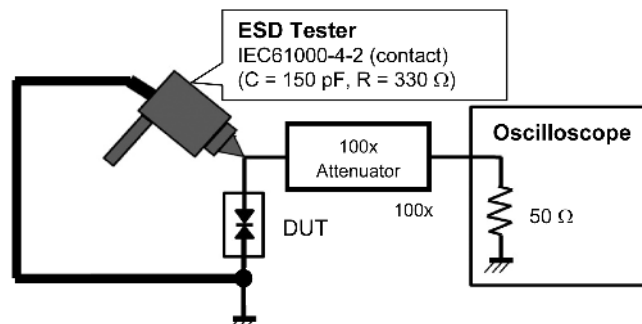 ESD Tester
IEC61000-4-2 (contact)
(C = 150 pF, R = 330 Ω)
Oscilloscope
100x
Attenuator
100x
50 Ω
DUT